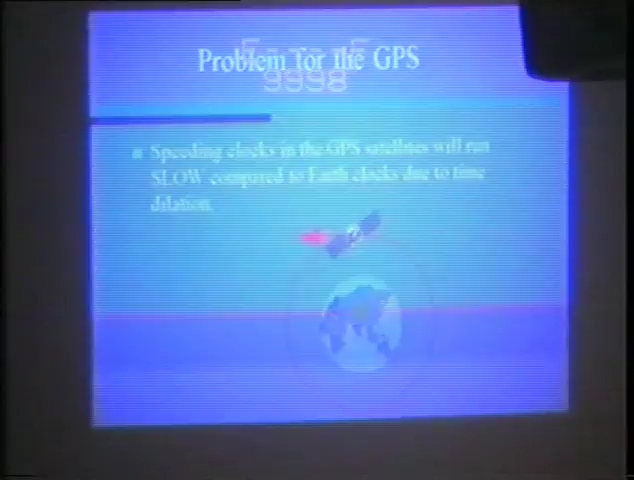 Problem for the GPS
9998
Speeding clocks in the GPS satellites will run
SLOW compared to Earth clocks due to time
dilation.